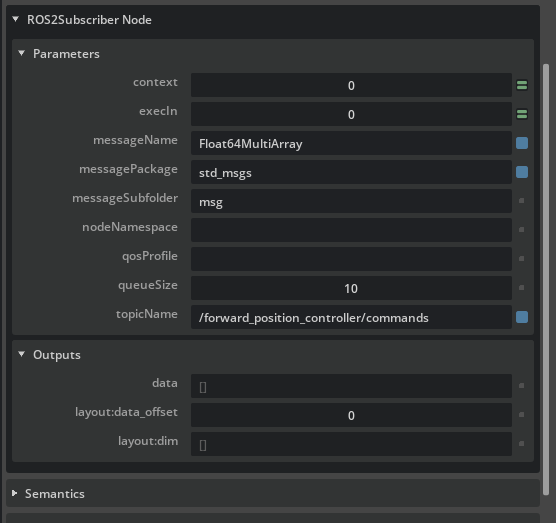 ROS2Subscriber Node
Parameters
context 0
execIn 0
messageName Float64MultiArray
messagePackage std_msgs
messageSubfolder msg
nodeNamespace
qosProfile
queueSize 10
topicName /forward_position_controller/commands
Outputs
data []
layout:data_offset 0
layout:dim []
Semantics